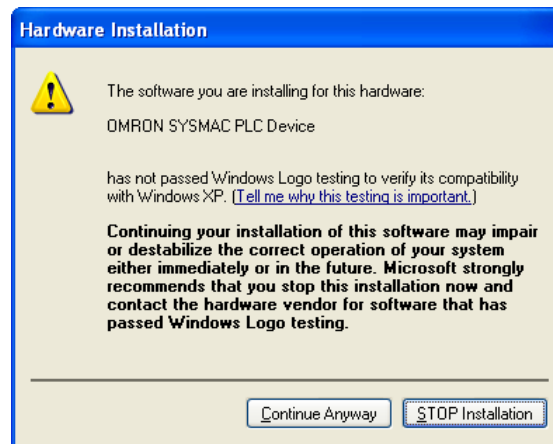 Hardware Installation
The software you are installing for this hardware:
OMRON SYSMAC PLC Device
has not passed Windows Logo testing to verify its compatibility
with Windows XP. (Tell me why this testing is important.)
Continuing your installation of this software may impair
or destabilize the correct operation of your system
either immediately or in the future. Microsoft strongly
recommends that you stop this installation now and
contact the hardware vendor for software that has
passed Windows Logo testing.
Continue Anyway
STOP Installation